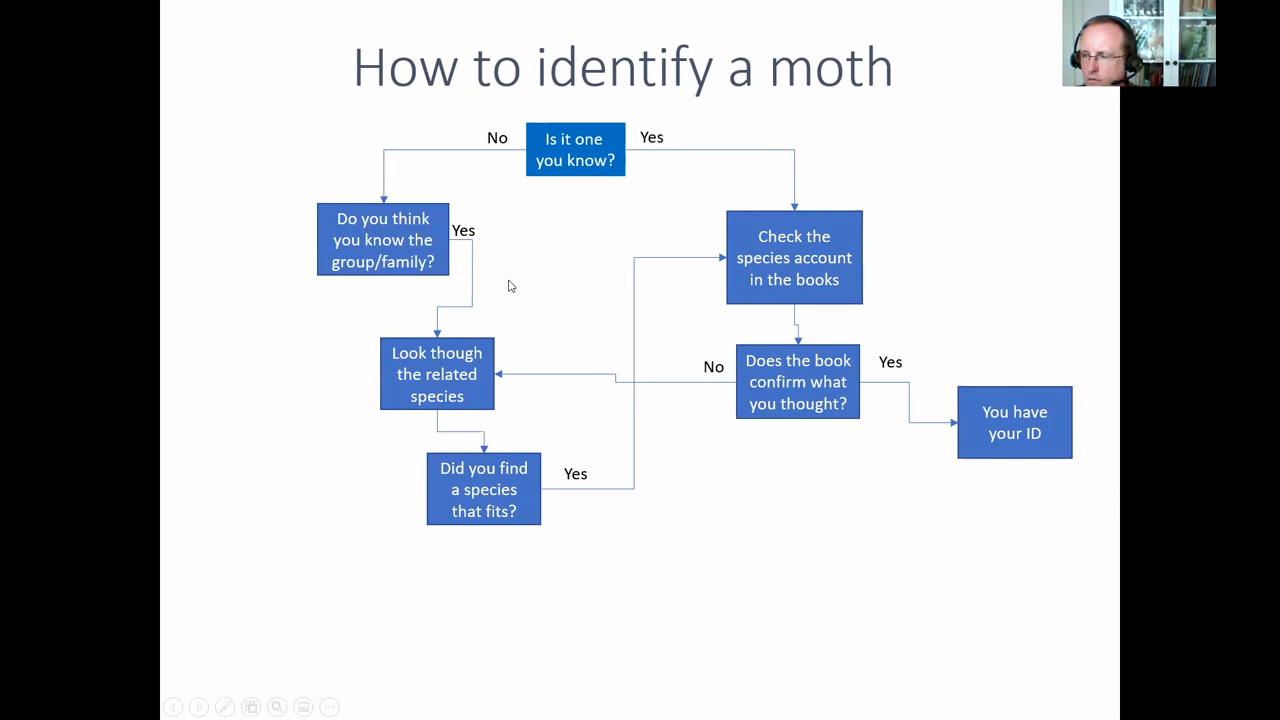 How to identify a moth
No
Is it one
you know?
Yes
Do you think
you know the
group/family?
Yes
Check the
species account
in the books
Look though
the related
species
No
Does the book
confirm what
you thought?
Yes
You have
your ID
Did you find
a species
that fits?
Yes